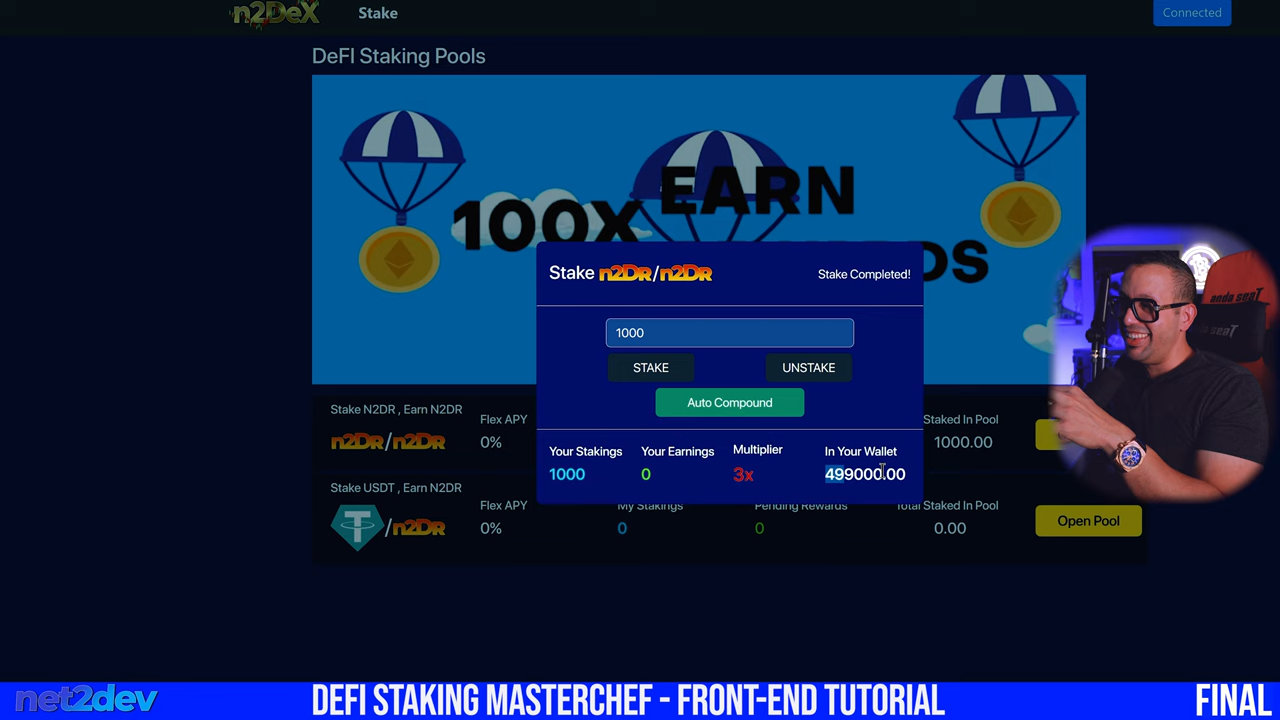 n2DeX Stake Connected
DeFI Staking Pools
100X EARN
DS
Stake n2DR/n2DR Stake Completed!
1000
STAKE UNSTAKE
Auto Compound
Your Stakings Your Earnings Multiplier In Your Wallet
1000 0 3x 499000.00
Stake N2DR , Earn N2DR Flex APY Staked In Pool
n2DR/n2DR 0% 1000.00
Stake USDT , Earn N2DR Flex APY My Stakings Pending Rewards Total Staked In Pool
/n2DR 0% 0 0 0.00 Open Pool
anda seaT
net2dev DEFI STAKING MASTERCHEF - FRONT-END TUTORIAL FINAL